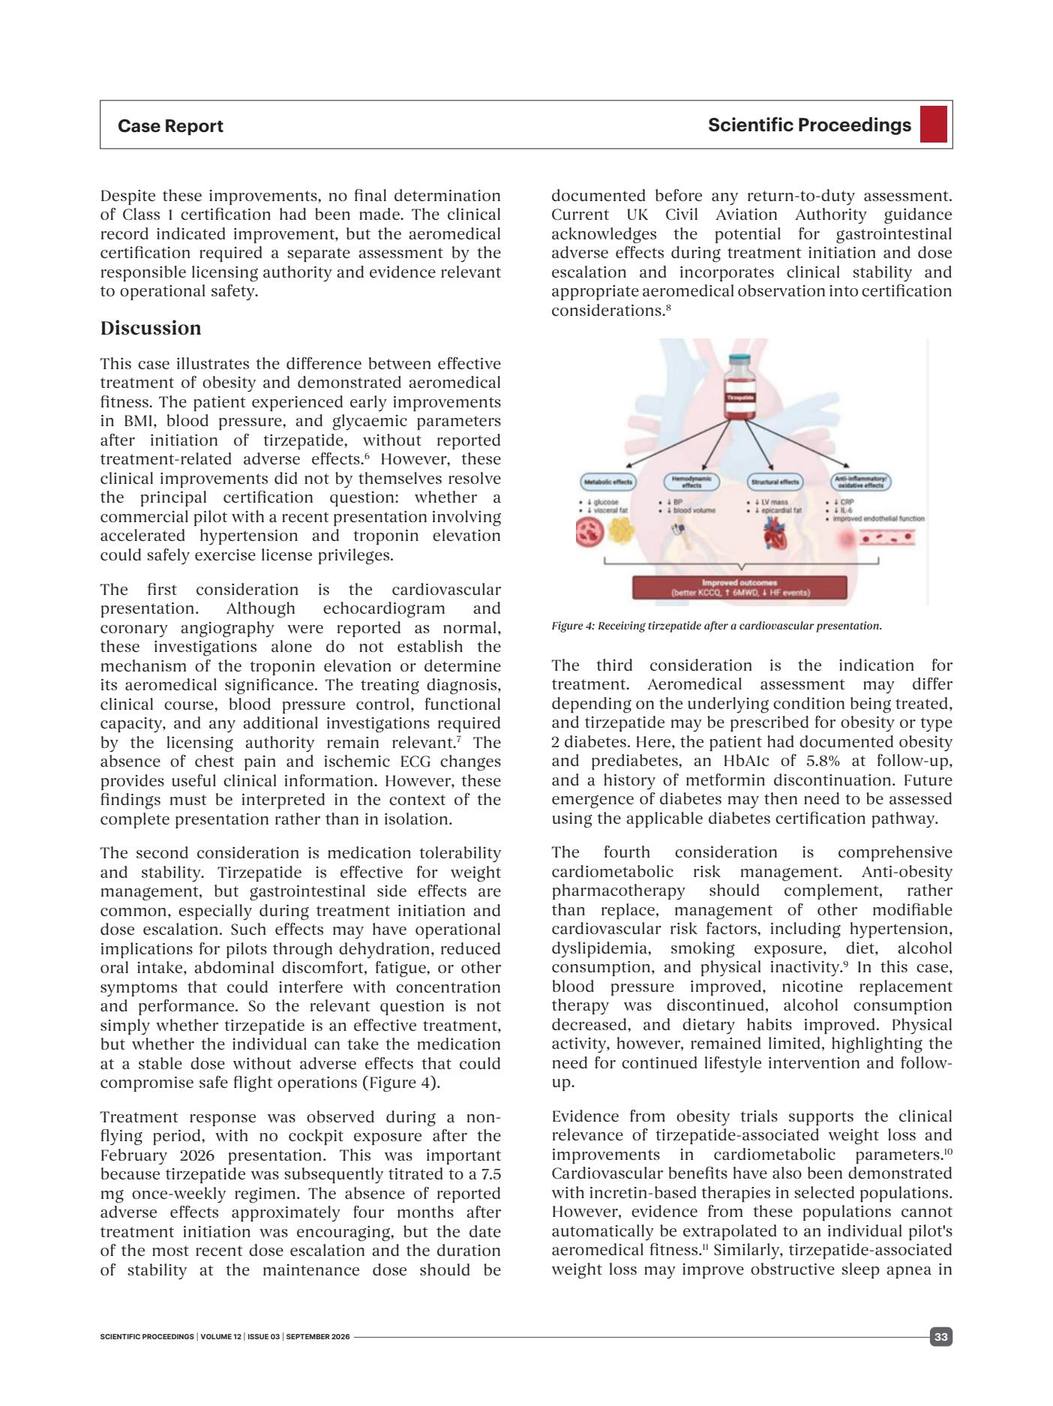 Case Report
Scientific Proceedings
Despite these improvements, no final determination
of Class I certification had been made. The clinical
record indicated improvement, but the aeromedical
certification required a separate assessment by the
responsible licensing authority and evidence relevant
to operational safety.
Discussion
This case illustrates the difference between effective
treatment of obesity and demonstrated aeromedical
fitness. The patient experienced early improvements
in BMI, blood pressure, and glycaemic parameters
after initiation of tirzepatide, without reported
treatment-related adverse effects.⁶ However, these
clinical improvements did not by themselves resolve
the principal certification question: whether a
commercial pilot with a recent presentation involving
accelerated hypertension and troponin elevation
could safely exercise license privileges.
The first consideration is the cardiovascular
presentation. Although echocardiogram and
coronary angiography were reported as normal,
these investigations alone do not establish the
mechanism of the troponin elevation or determine
its aeromedical significance. The treating diagnosis,
clinical course, blood pressure control, functional
capacity, and any additional investigations required
by the licensing authority remain relevant.⁷ The
absence of chest pain and ischemic ECG changes
provides useful clinical information. However, these
findings must be interpreted in the context of the
complete presentation rather than in isolation.
The second consideration is medication tolerability
and stability. Tirzepatide is effective for weight
management, but gastrointestinal side effects are
common, especially during treatment initiation and
dose escalation. Such effects may have operational
implications for pilots through dehydration, reduced
oral intake, abdominal discomfort, fatigue, or other
symptoms that could interfere with concentration
and performance. So the relevant question is not
simply whether tirzepatide is an effective treatment,
but whether the individual can take the medication
at a stable dose without adverse effects that could
compromise safe flight operations (Figure 4).
Treatment response was observed during a non-
flying period, with no cockpit exposure after the
February 2026 presentation. This was important
because tirzepatide was subsequently titrated to a 7.5
mg once-weekly regimen. The absence of reported
adverse effects approximately four months after
treatment initiation was encouraging, but the date
of the most recent dose escalation and the duration
of stability at the maintenance dose should be
documented before any return-to-duty assessment.
Current UK Civil Aviation Authority guidance
acknowledges the potential for gastrointestinal
adverse effects during treatment initiation and dose
escalation and incorporates clinical stability and
appropriate aeromedical observation into certification
considerations.⁸
Tirzepatide
Metabolic effects
• ↓ glucose
• ↓ visceral fat
Hemodynamic
effects
• ↓ BP
• ↓ blood volume
Structural effects
• ↓ LV mass
• ↓ epicardial fat
Anti-inflammatory/
oxidative effects
• ↓ CRP
• ↓ IL-6
• improved endothelial function
Improved outcomes
(better KCCQ, ↑ 6MWD, ↓ HF events)
Figure 4: Receiving tirzepatide after a cardiovascular presentation.
The third consideration is the indication for
treatment. Aeromedical assessment may differ
depending on the underlying condition being treated,
and tirzepatide may be prescribed for obesity or type
2 diabetes. Here, the patient had documented obesity
and prediabetes, an HbA1c of 5.8% at follow-up,
and a history of metformin discontinuation. Future
emergence of diabetes may then need to be assessed
using the applicable diabetes certification pathway.
The fourth consideration is comprehensive
cardiometabolic risk management. Anti-obesity
pharmacotherapy should complement, rather
than replace, management of other modifiable
cardiovascular risk factors, including hypertension,
dyslipidemia, smoking exposure, diet, alcohol
consumption, and physical inactivity.⁹ In this case,
blood pressure improved, nicotine replacement
therapy was discontinued, alcohol consumption
decreased, and dietary habits improved. Physical
activity, however, remained limited, highlighting the
need for continued lifestyle intervention and follow-
up.
Evidence from obesity trials supports the clinical
relevance of tirzepatide-associated weight loss and
improvements in cardiometabolic parameters.¹⁰
Cardiovascular benefits have also been demonstrated
with incretin-based therapies in selected populations.
However, evidence from these populations cannot
automatically be extrapolated to an individual pilot's
aeromedical fitness.¹¹ Similarly, tirzepatide-associated
weight loss may improve obstructive sleep apnea in
SCIENTIFIC PROCEEDINGS | VOLUME 12 | ISSUE 03 | SEPTEMBER 2026
33